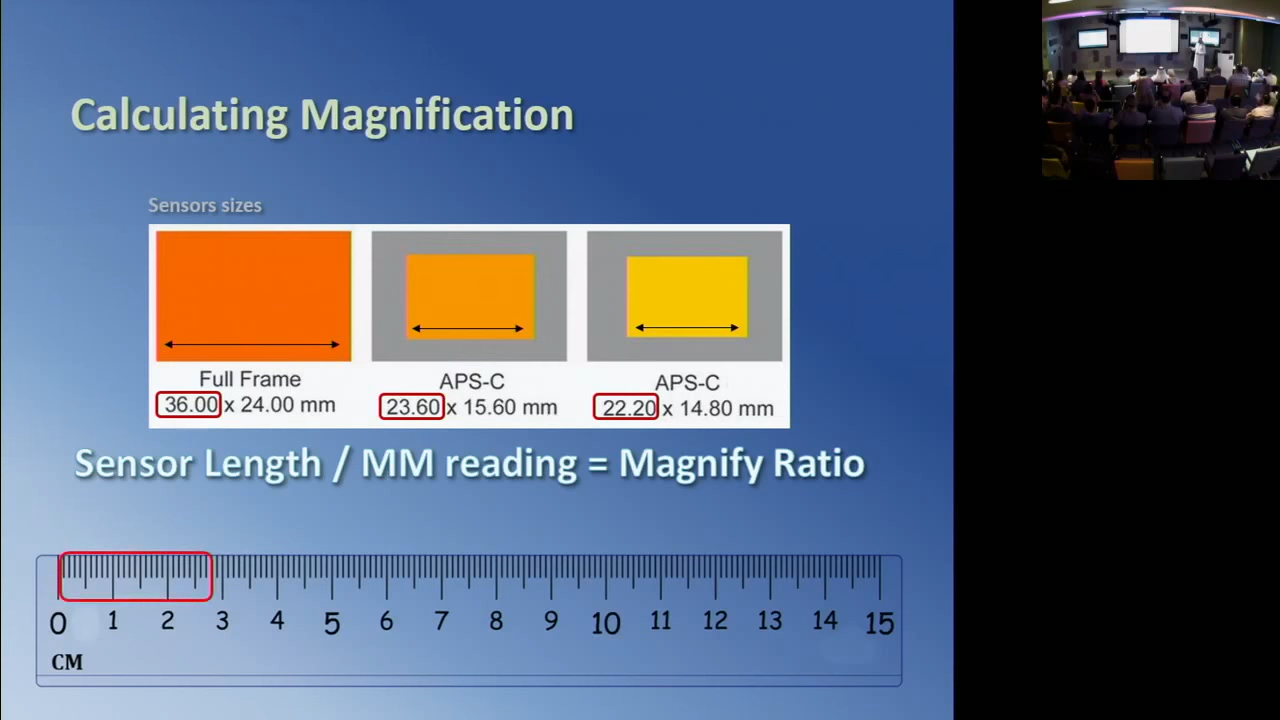 Calculating Magnification
Sensors sizes
Full Frame
36.00 x 24.00 mm
APS-C
23.60 x 15.60 mm
APS-C
22.20 x 14.80 mm
Sensor Length / MM reading = Magnify Ratio
0 1 2 3 4 5 6 7 8 9 10 11 12 13 14 15
CM